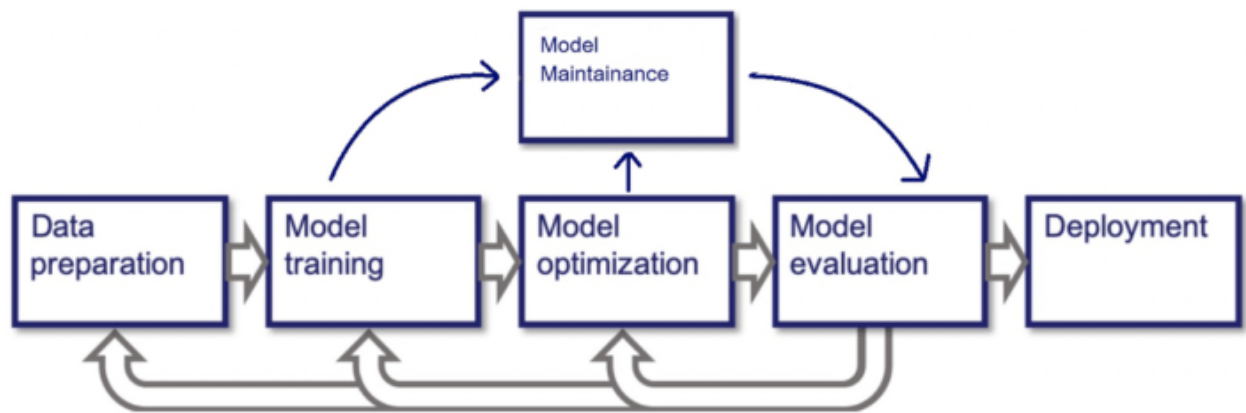 Model
Maintainance
Data
preparation
Model
training
Model
optimization
Model
evaluation
Deployment